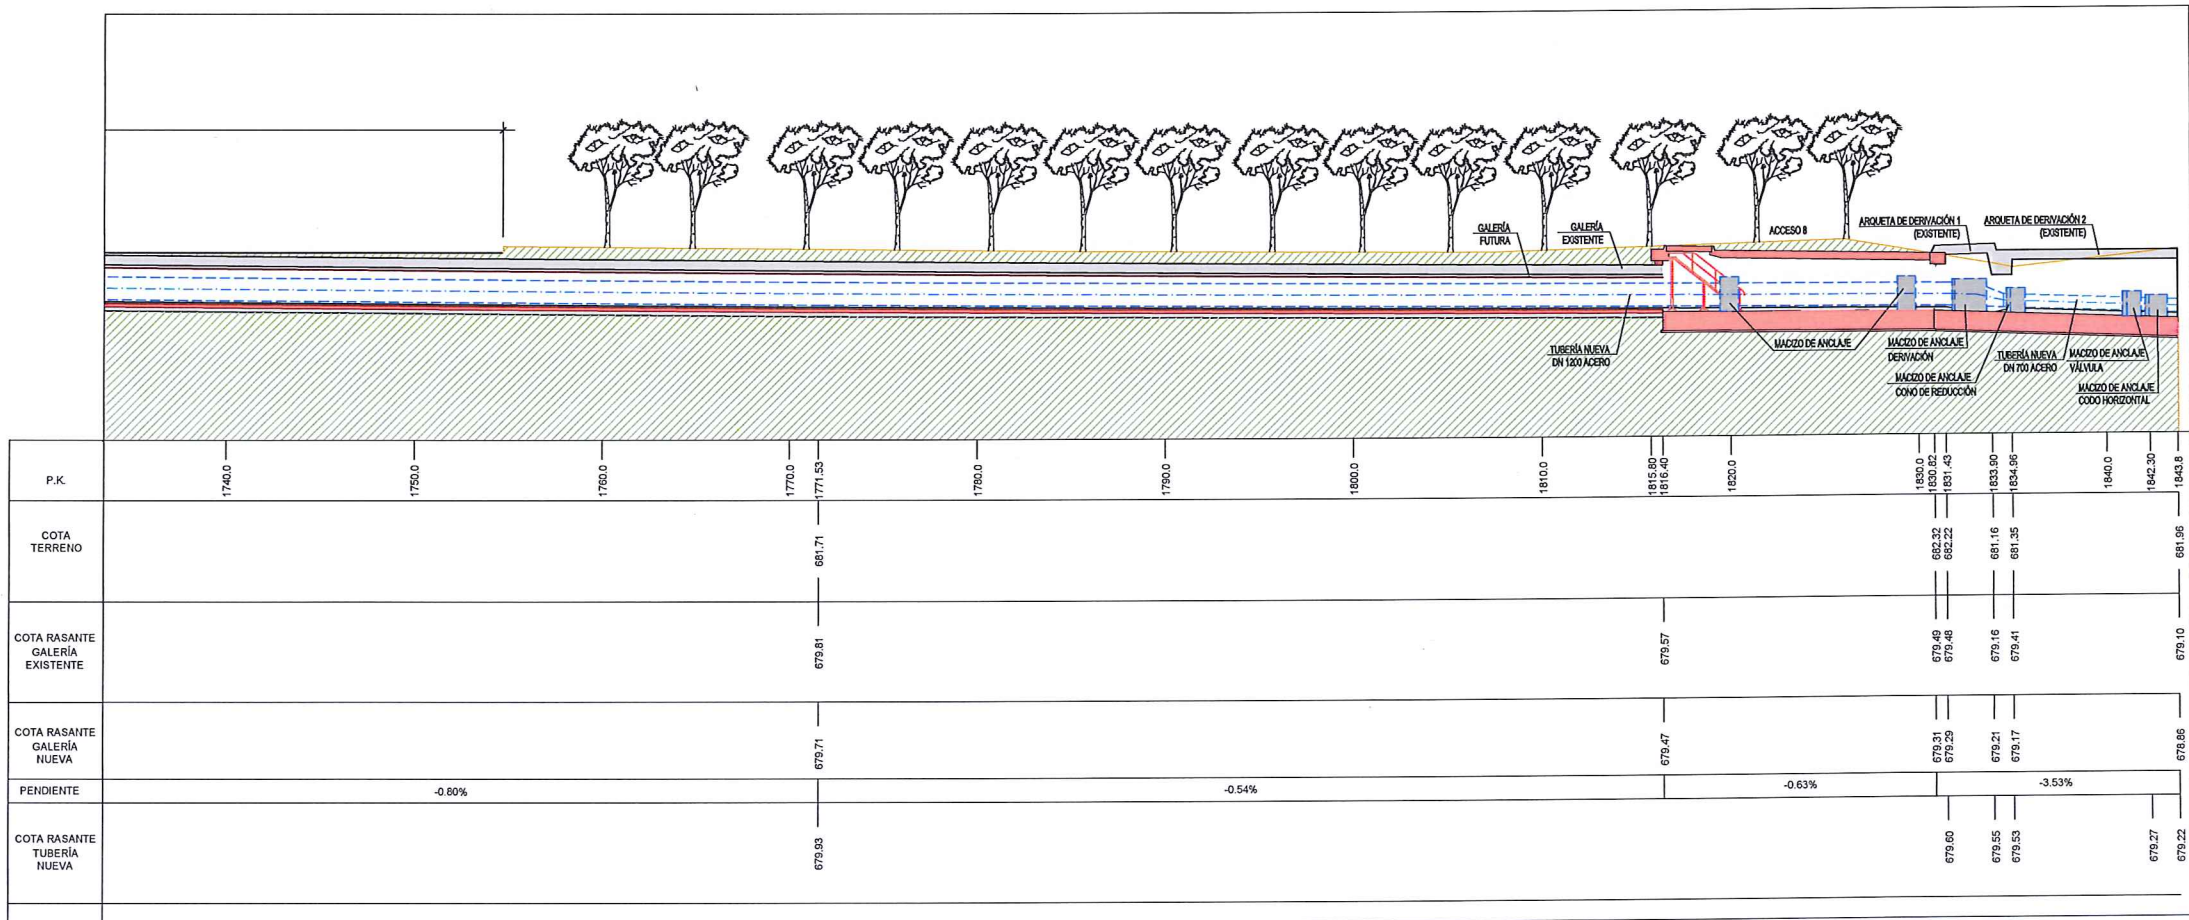 GALERÍA
FUTURA
GALERÍA
EXISTENTE
ACCESO 8
ARQUETA DE DERIVACIÓN 1
(EXISTENTE)
ARQUETA DE DERIVACIÓN 2
(EXISTENTE)
TUBERÍA NUEVA
DN 1200 ACERO
MACIZO DE ANCLAJE
MACIZO DE ANCLAJE
DERIVACIÓN
MACIZO DE ANCLAJE
CONO DE REDUCCIÓN
TUBERÍA NUEVA
DN 700 ACERO
MACIZO DE ANCLAJE
VÁLVULA
MACIZO DE ANCLAJE
CODO HORIZONTAL
P.K.
1740.0
1750.0
1760.0
1770.0
1771.53
1780.0
1790.0
1800.0
1810.0
1815.80
1816.40
1820.0
1830.0
1830.82
1831.43
1833.90
1834.96
1840.0
1842.30
1843.8
COTA
TERRENO
681.71
682.32
682.22
681.16
681.35
681.96
COTA RASANTE
GALERÍA
EXISTENTE
679.81
679.57
679.49
679.48
679.16
679.41
679.10
COTA RASANTE
GALERÍA
NUEVA
679.71
679.47
679.31
679.29
679.21
679.17
678.86
PENDIENTE
-0.80%
-0.54%
-0.63%
-3.53%
COTA RASANTE
TUBERÍA
NUEVA
679.93
679.60
679.55
679.53
679.27
679.22